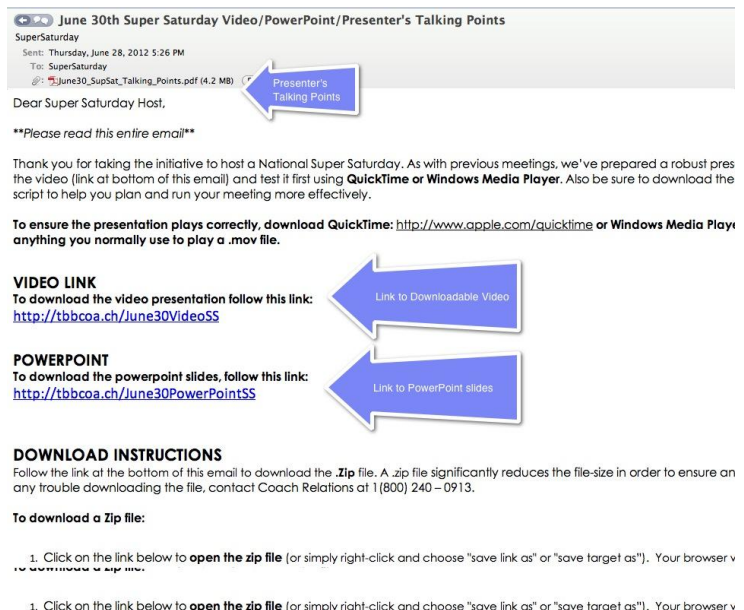 June 30th Super Saturday Video/PowerPoint/Presenter's Talking Points
SuperSaturday
Sent: Thursday, June 28, 2012 5:26 PM
To: SuperSaturday
June30_SupSat_Talking_Points.pdf (4.2 MB)
Presenter's
Talking Points
Dear Super Saturday Host,
**Please read this entire email**
Thank you for taking the initiative to host a National Super Saturday. As with previous meetings, we've prepared a robust pres
the video (link at bottom of this email) and test it first using QuickTime or Windows Media Player. Also be sure to download the
script to help you plan and run your meeting more effectively.
To ensure the presentation plays correctly, download QuickTime: http://www.apple.com/quicktime or Windows Media Playe
anything you normally use to play a .mov file.
VIDEO LINK
To download the video presentation follow this link:
http://tbbcoa.ch/June30VideoSS
Link to Downloadable Video
POWERPOINT
To download the powerpoint slides, follow this link:
http://tbbcoa.ch/June30PowerPointSS
Link to PowerPoint slides
DOWNLOAD INSTRUCTIONS
Follow the link at the bottom of this email to download the .Zip file. A .zip file significantly reduces the file-size in order to ensure an
any trouble downloading the file, contact Coach Relations at 1(800) 240 – 0913.
To download a Zip file:
1. Click on the link below to open the zip file (or simply right-click and choose "save link as" or "save target as"). Your browser w
To download a Zip file:
1. Click on the link below to open the zip file (or simply right-click and choose "save link as" or "save target as"). Your browser w